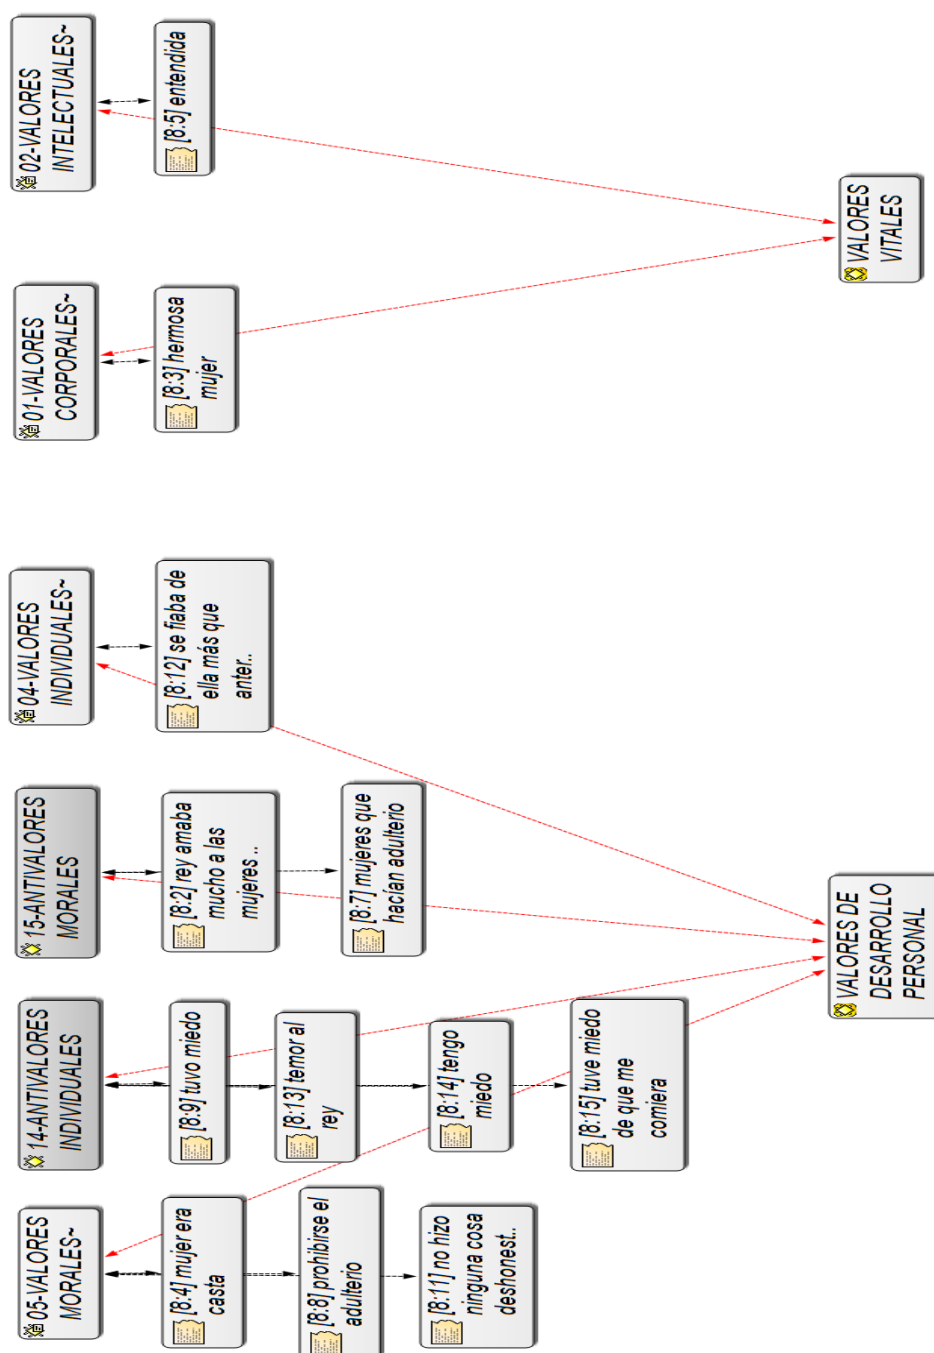 05-VALORES
MORALES~
14-ANTIVALORES
INDIVIDUALES
15-ANTIVALORES
MORALES
04-VALORES
INDIVIDUALES~
01-VALORES
CORPORALES~
02-VALORES
INTELECTUALES~
[8:4] mujer era
casta
[8:9] tuvo miedo
[8:2] rey amaba
mucho a las
mujeres ..
[8:12] se fiaba de
ella más que
anter..
[8:3] hermosa
mujer
[8:5] entendida
[8:8] prohibirse el
adulterio
[8:13] temor al
rey
[8:7] mujeres que
hacían adulterio
[8:11] no hizo
ninguna cosa
deshonest..
[8:14] tengo
miedo
[8:15] tuve miedo
de que me
comiera
VALORES DE
DESARROLLO
PERSONAL
VALORES
VITALES